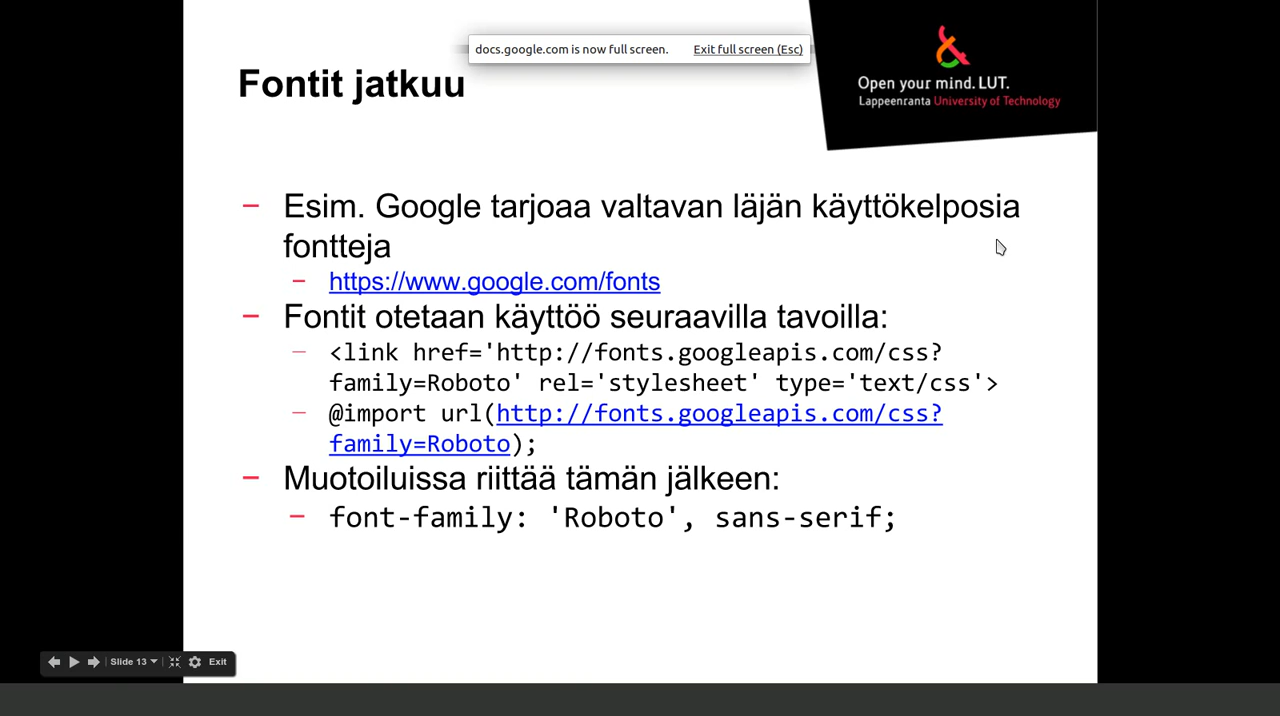 docs.google.com is now full screen. Exit full screen (Esc)
Open your mind. LUT.
Lappeenranta University of Technology
Fontit jatkuu
– Esim. Google tarjoaa valtavan läjän käyttökelposia
fontteja
– https://www.google.com/fonts
– Fontit otetaan käyttöö seuraavilla tavoilla:
– <link href='http://fonts.googleapis.com/css?
family=Roboto' rel='stylesheet' type='text/css'>
– @import url(http://fonts.googleapis.com/css?
family=Roboto);
– Muotoiluissa riittää tämän jälkeen:
– font-family: 'Roboto', sans-serif;
Slide 13 Exit